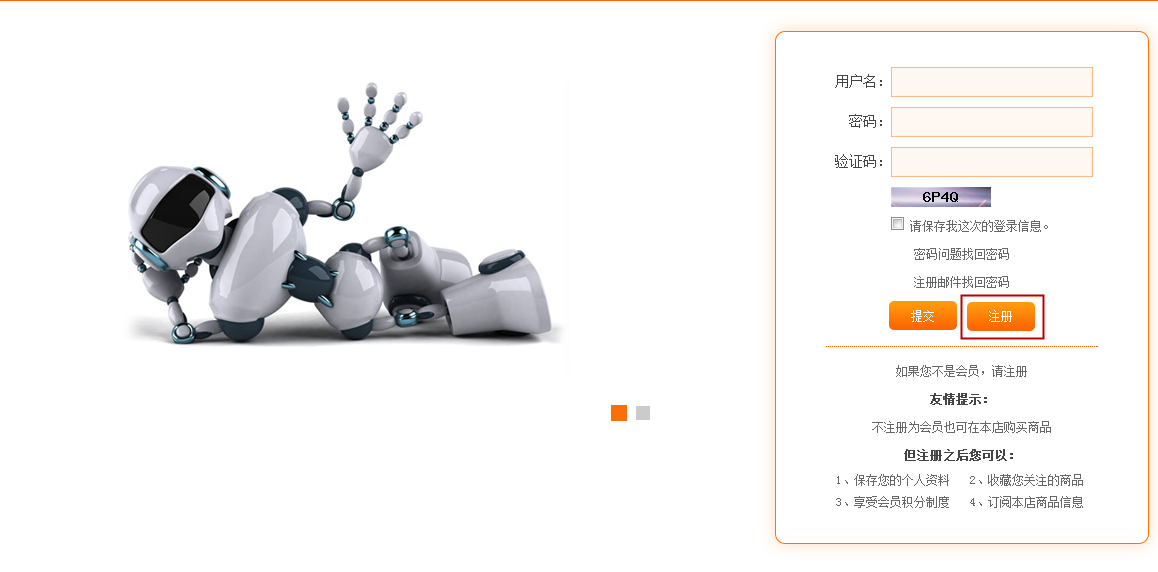 用户名：
密码：
验证码：
6P4Q
请保存我这次的登录信息。
密码问题找回密码
注册邮件找回密码
提交 注册
如果您不是会员，请注册
友情提示：
不注册为会员也可在本店购买商品
但注册之后您可以：
1、保存您的个人资料 2、收藏您关注的商品
3、享受会员积分制度 4、订阅本店商品信息